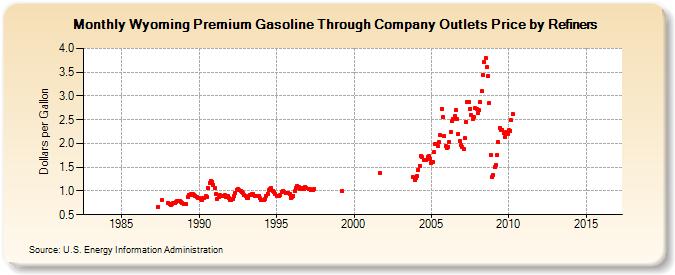 Monthly Wyoming Premium Gasoline Through Company Outlets Price by Refiners
Dollars per Gallon
4.0
3.5
3.0
2.5
2.0
1.5
1.0
0.5
1985 1990 1995 2000 2005 2010 2015
Source: U.S. Energy Information Administration